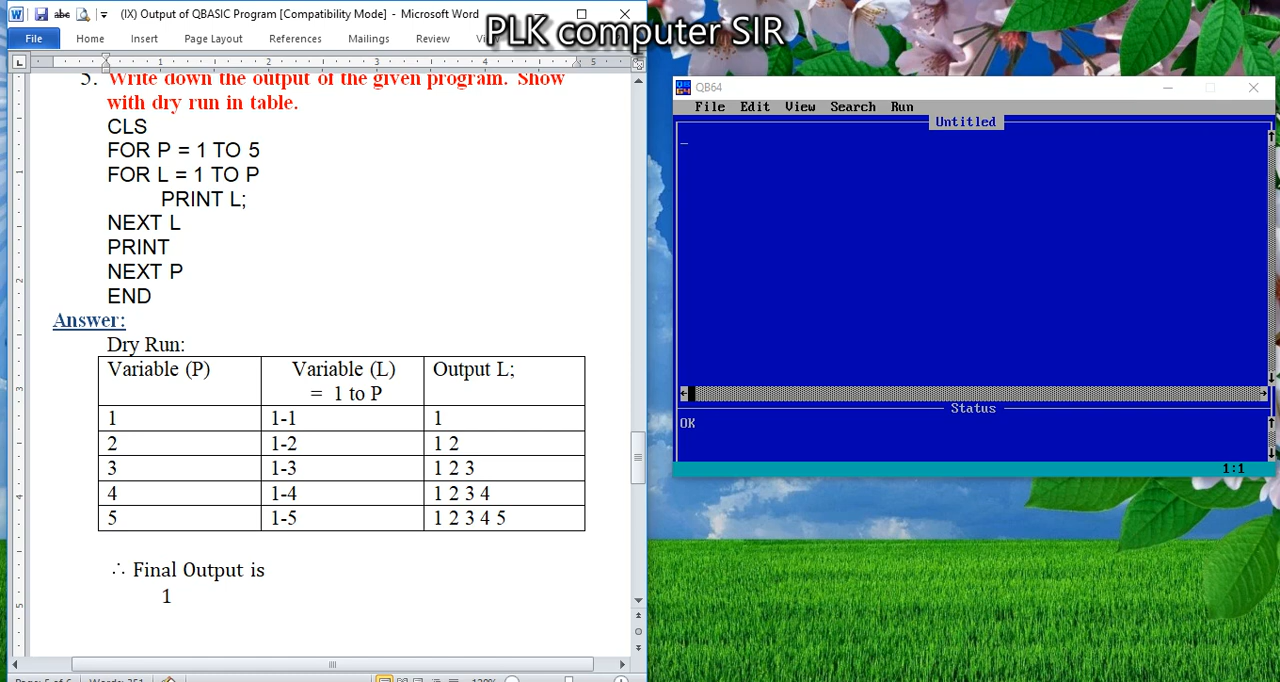 (IX) Output of QBASIC Program [Compatibility Mode] - Microsoft Word
PLK computer SIR
File Home Insert Page Layout References Mailings Review
5. Write down the output of the given program. Show
with dry run in table.
CLS
FOR P = 1 TO 5
FOR L = 1 TO P
PRINT L;
NEXT L
PRINT
NEXT P
END
Answer:
Dry Run:
Variable (P) Variable (L) Output L;
= 1 to P
1 1-1 1
2 1-2 1 2
3 1-3 1 2 3
4 1-4 1 2 3 4
5 1-5 1 2 3 4 5
∴ Final Output is
1
QB64
File Edit View Search Run
Untitled
Status
OK
1:1